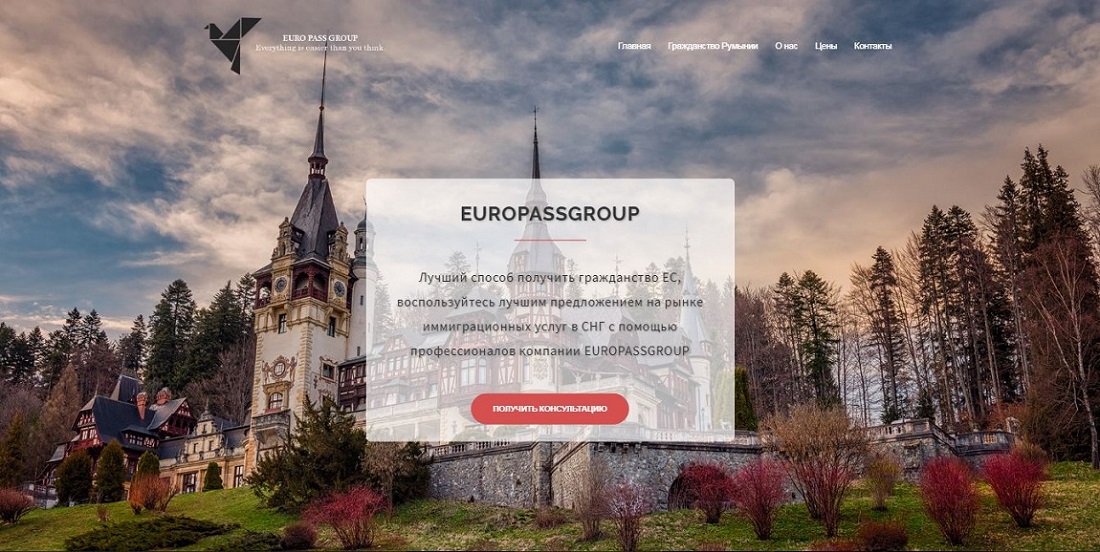 EURO PASS GROUP
Everything is easier than you think.
Главная Гражданство Румынии О нас Цены Контакты
EUROPASSGROUP
Лучший способ получить гражданство ЕС,
воспользуйтесь лучшим предложением на рынке
иммиграционных услуг в СНГ с помощью
профессионалов компании EUROPASSGROUP
ПОЛУЧИТЬ КОНСУЛЬТАЦИЮ